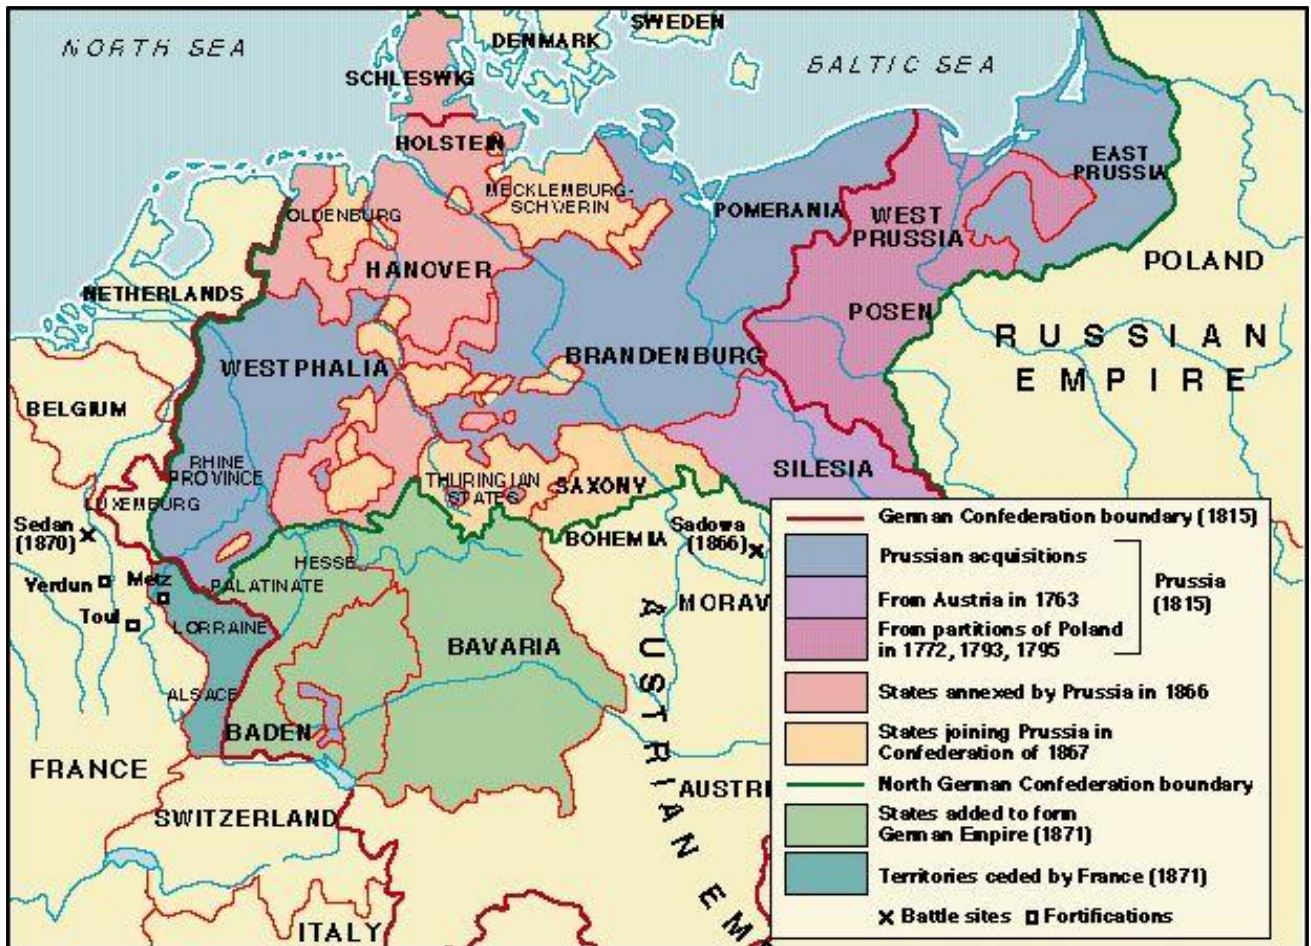 NORTH SEA
SWEDEN
DENMARK
BALTIC SEA
SCHLESWIG
HOLSTEIN
EAST
PRUSSIA
MECKLEMBURG-
SCHVERIN
OLDENBURG
POMERANIA
WEST
PRUSSIA
HANOVER
POLAND
NETHERLANDS
POSEN
RUSSIAN
EMPIRE
WESTPHALIA
BRANDENBURG
BELGIUM
RHINE
PROVINCE
SILESIA
THURINGIAN
STATES
SAXONY
LUXEMBURG
Sedan
(1870)
BOHEMIA
Sadowa
(1866)
HESSE
Verdun
Metz
PALATINATE
MORAV
Toul
LORRAINE
BAVARIA
ALSACE
BADEN
FRANCE
AUSTRI
SWITZERLAND
AUSTRIAN EMP
ITALY
German Confederation boundary (1815)
Prussian acquisitions
From Austria in 1763
From partitions of Poland
in 1772, 1793, 1795
Prussia
(1815)
States annexed by Prussia in 1866
States joining Prussia in
Confederation of 1867
North German Confederation boundary
States added to form
German Empire (1871)
Territories ceded by France (1871)
Battle sites
Fortifications